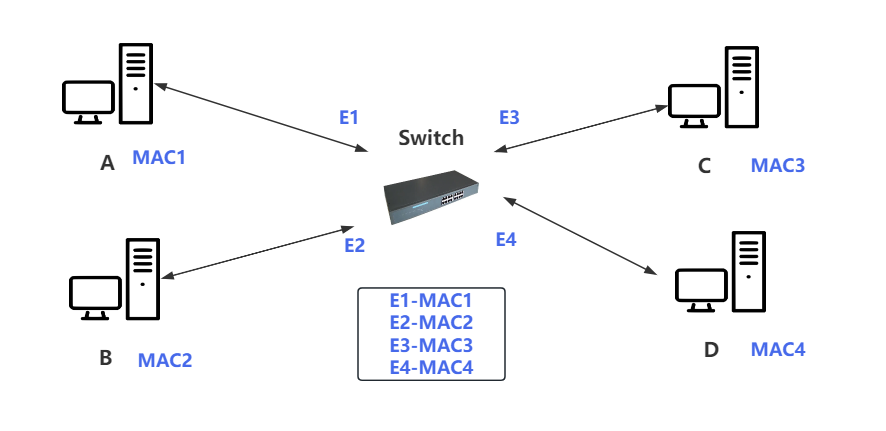 E1
E3
Switch
A
MAC1
C
MAC3
E2
E4
B
MAC2
E1-MAC1
E2-MAC2
E3-MAC3
E4-MAC4
D
MAC4